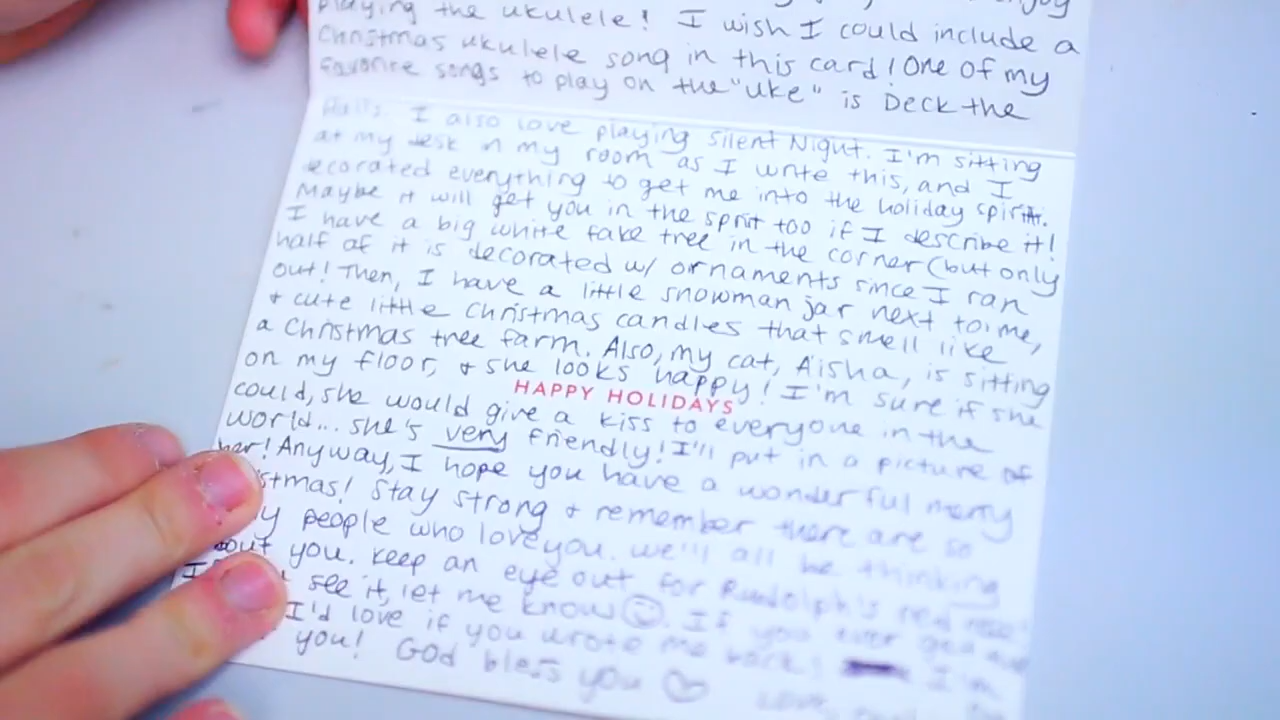 playing the ukulele! I wish I could include a
Christmas ukulele song in this card! One of my
favorite songs to play on the "uke" is Deck the
Halls. I also love playing Silent Night. I'm sitting
at my desk in my room as I write this, and I
decorated everything to get me into the holiday spirit.
Maybe it will get you in the spirit too if I describe it!
I have a big white fake tree in the corner (but only
half of it is decorated w/ ornaments since I ran
out! Then, I have a little snowman jar next to me,
+ cute little Christmas candles that smell like
a Christmas tree farm. Also, my cat, Aisha, is sitting
on my floor, + she looks happy! I'm sure if she
HAPPY HOLIDAYS
could, she would give a kiss to everyone in the
world... she's very friendly! I'll put in a picture of
her! Anyway, I hope you have a wonderful merry
stmas! Stay strong + remember there are so
y people who love you. We'll all be thinking
bout you. Keep an eye out for Rudolph's red nose!
I see it, let me know. If you ever get
I'd love if you wrote me back! I'm
you! God bless you
Love,